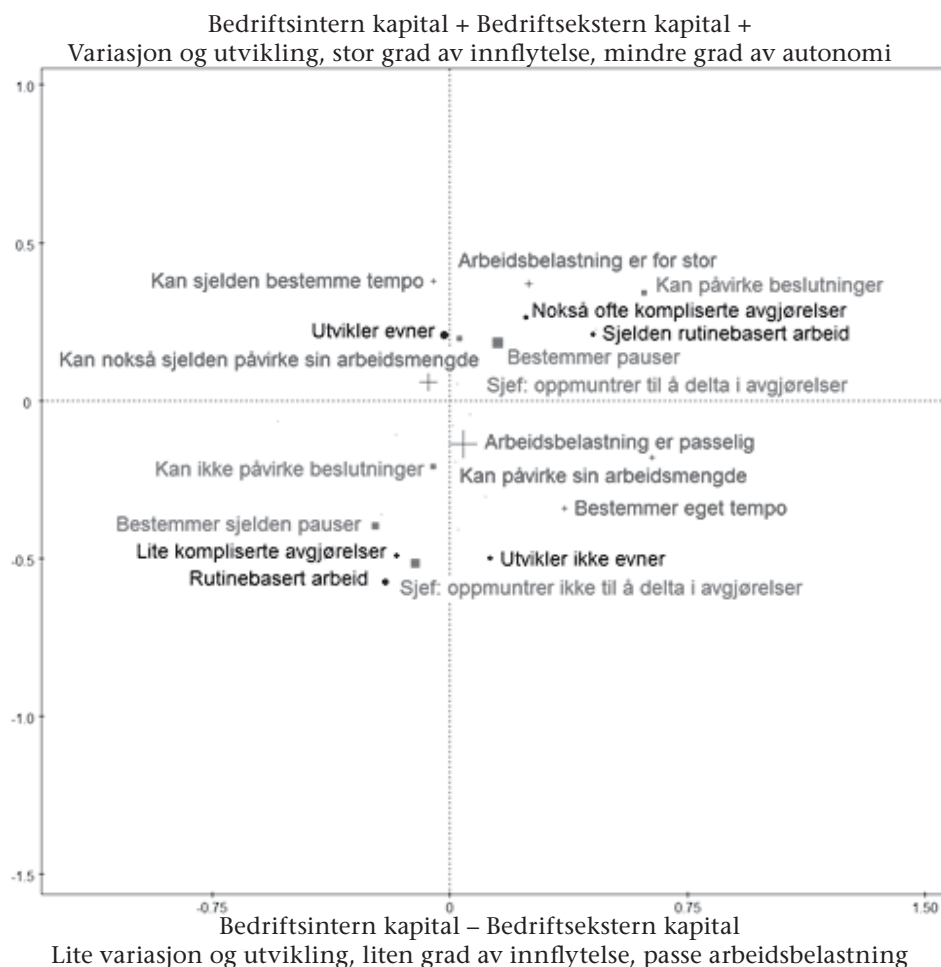 Bedriftsintern kapital + Bedriftsekstern kapital +
Variasjon og utvikling, stor grad av innflytelse, mindre grad av autonomi
1.0
0.5
Arbeidsbelastning er for stor
Kan sjelden bestemme tempo
Kan påvirke beslutninger
Nokså ofte kompliserte avgjørelser
Utvikler evner
Sjelden rutinebasert arbeid
Kan nokså sjelden påvirke sin arbeidsmengde
Bestemmer pauser
Sjef: oppmuntrer til å delta i avgjørelser
0
Arbeidsbelastning er passelig
Kan ikke påvirke beslutninger
Kan påvirke sin arbeidsmengde
Bestemmer eget tempo
Bestemmer sjelden pauser
-0.5
Lite kompliserte avgjørelser
Utvikler ikke evner
Rutinebasert arbeid
Sjef: oppmuntrer ikke til å delta i avgjørelser
-1.0
-1.5
-0.75
0
0.75
1.50
Bedriftsintern kapital – Bedriftsekstern kapital
Lite variasjon og utvikling, liten grad av innflytelse, passe arbeidsbelastning